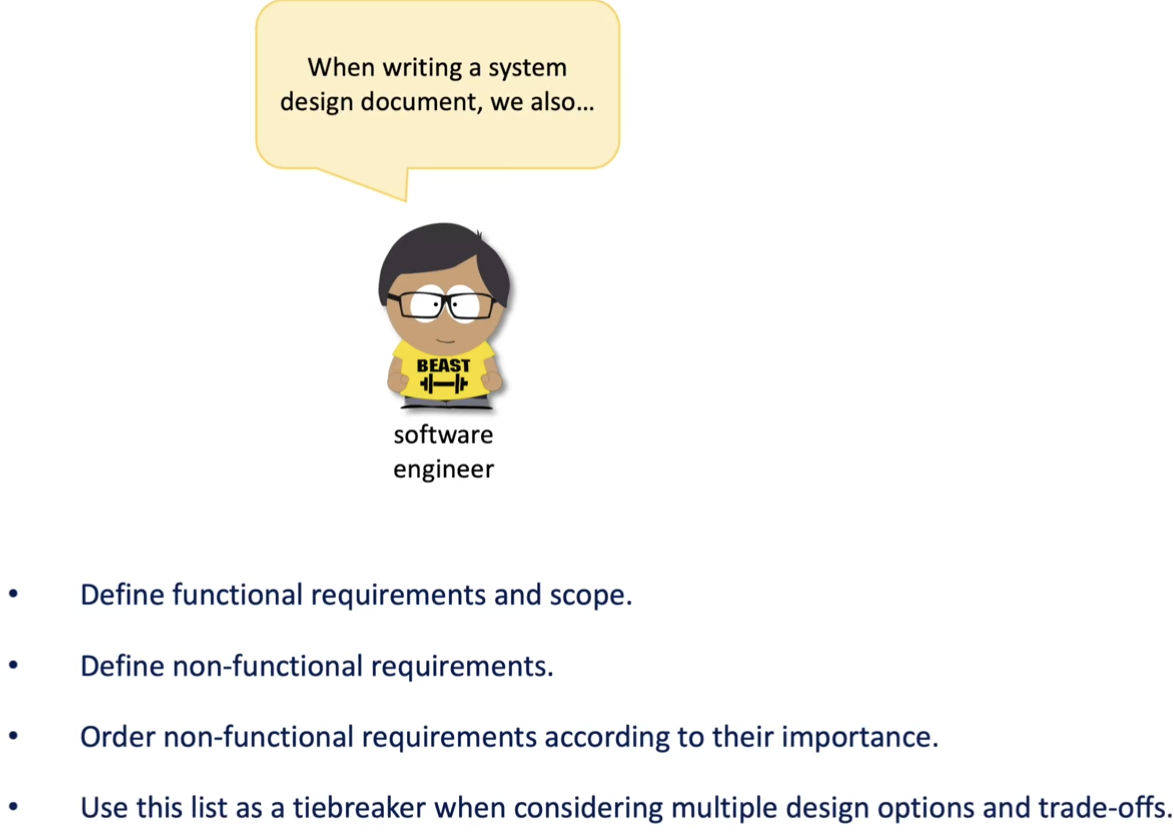 When writing a system
design document, we also...
BEAST
software
engineer
• Define functional requirements and scope.
• Define non-functional requirements.
• Order non-functional requirements according to their importance.
• Use this list as a tiebreaker when considering multiple design options and trade-offs.